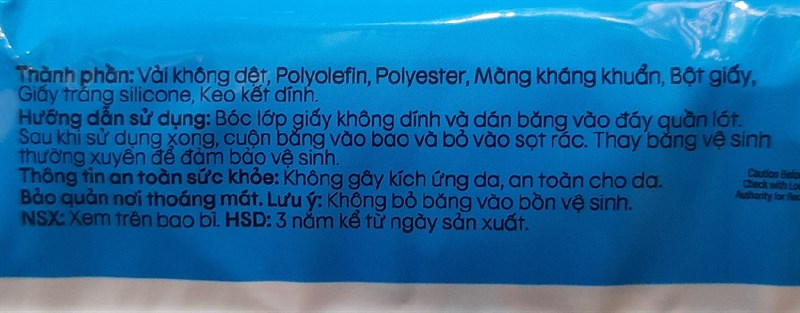 Thành phần: Vải không dệt, Polyolefin, Polyester, Màng kháng khuẩn, Bột giấy,
Giấy tráng silicone, Keo kết dính.
Hướng dẫn sử dụng: Bóc lớp giấy không dính và dán băng vào đáy quần lót.
Sau khi sử dụng xong, cuộn băng vào bao và bỏ vào sọt rác. Thay băng vệ sinh
thường xuyên để đảm bảo vệ sinh.
Thông tin an toàn sức khỏe: Không gây kích ứng da, an toàn cho da.
Bảo quản nơi thoáng mát. Lưu ý: Không bỏ băng vào bồn vệ sinh.
NSX: Xem trên bao bì. HSD: 3 năm kể từ ngày sản xuất.
Caution
Check with
Authority for